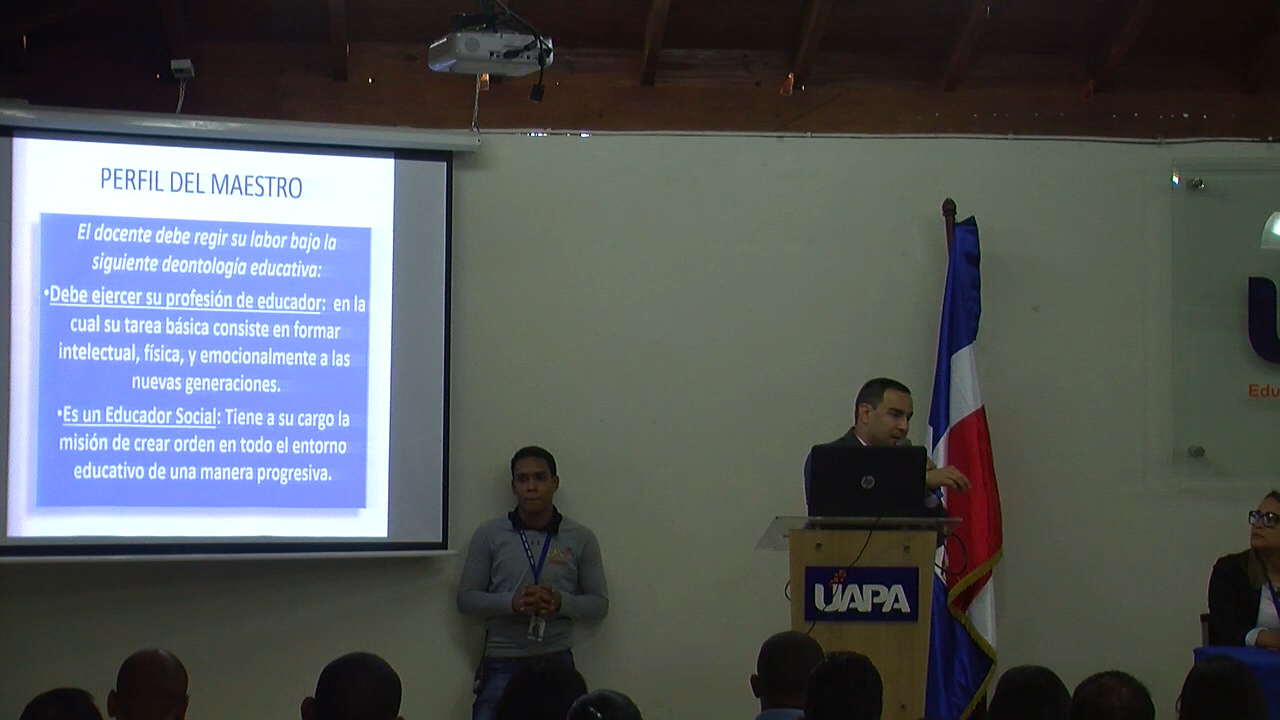 PERFIL DEL MAESTRO
El docente debe regir su labor bajo la
siguiente deontología educativa:
•Debe ejercer su profesión de educador: en la
cual su tarea básica consiste en formar
intelectual, física, y emocionalmente a las
nuevas generaciones.
•Es un Educador Social: Tiene a su cargo la
misión de crear orden en todo el entorno
educativo de una manera progresiva.
hp
UAPA
Edu